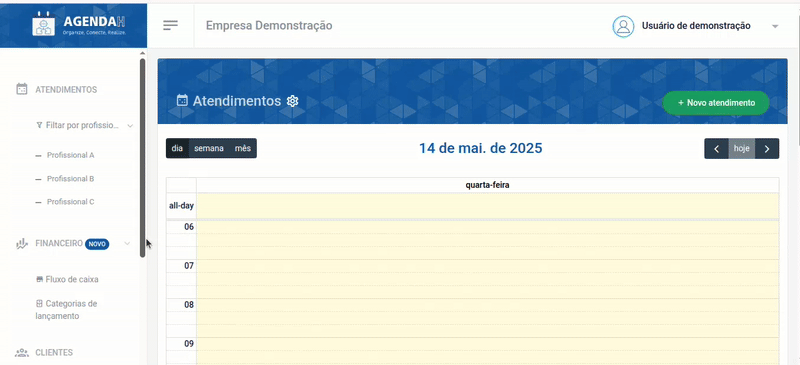 AGENDAH
Organize. Conecte. Realize.
Empresa Demonstração
Usuário de demonstração
ATENDIMENTOS
Filtar por profissio...
Profissional A
Profissional B
Profissional C
FINANCEIRO NOVO
Fluxo de caixa
Categorias de
lançamento
CLIENTES
Atendimentos
+ Novo atendimento
dia semana mês
14 de mai. de 2025
hoje
quarta-feira
all-day
06
07
08
09